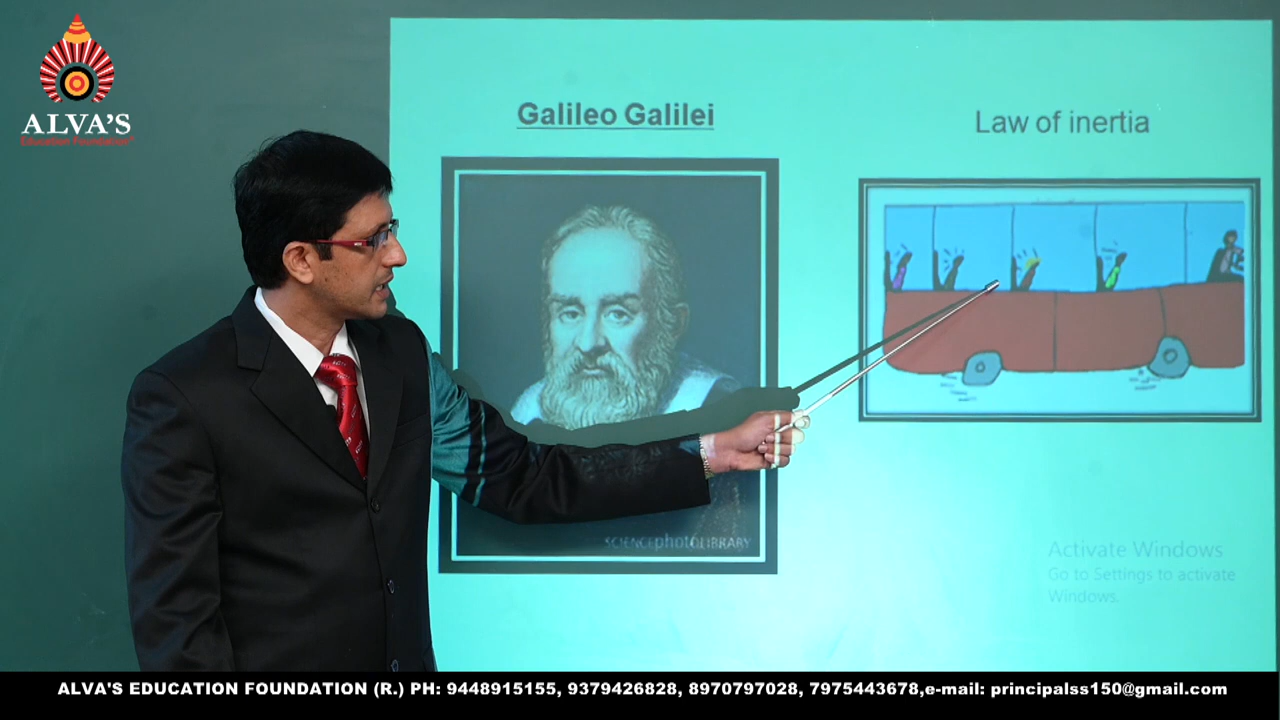 ALVA'S
Education Foundation
Galileo Galilei
Law of inertia
SCIENCEphotoLIBRARY
Activate Windows
Go to Settings to activate
Windows.
ALVA'S EDUCATION FOUNDATION (R.) PH: 9448915155, 9379426828, 8970797028, 7975443678,e-mail: principalss150@gmail.com